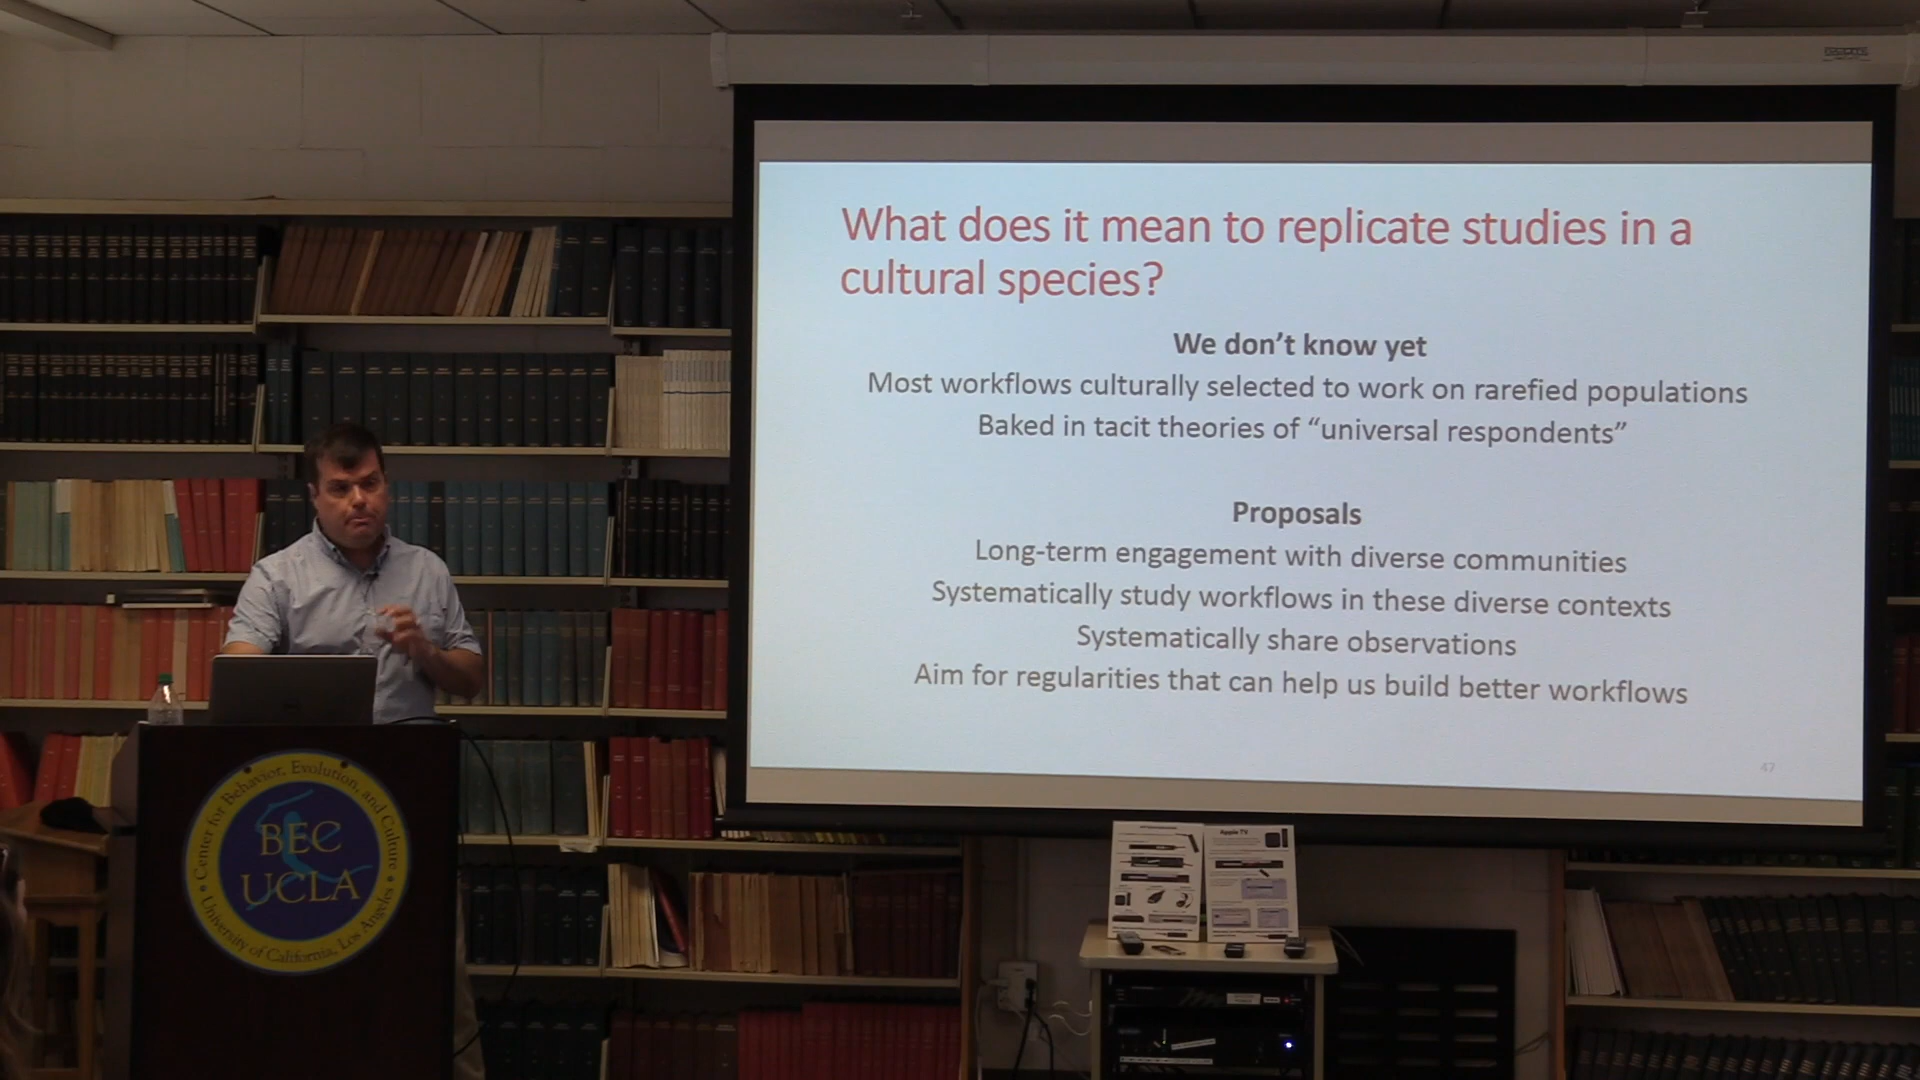 What does it mean to replicate studies in a
cultural species?
We don't know yet
Most workflows culturally selected to work on rarefied populations
Baked in tacit theories of “universal respondents”
Proposals
Long-term engagement with diverse communities
Systematically study workflows in these diverse contexts
Systematically share observations
Aim for regularities that can help us build better workflows
47
Center for Behavior, Evolution, and Culture
BEC
UCLA
University of California, Los Angeles
Apple TV